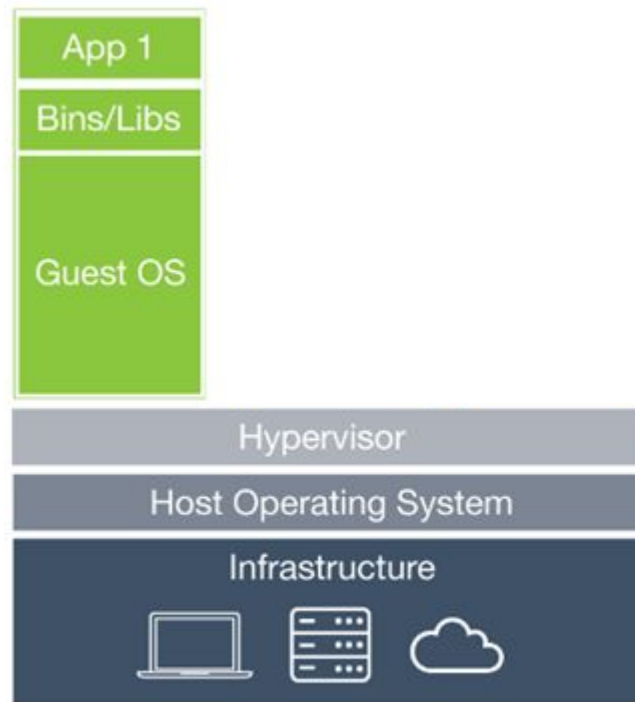 App 1
Bins/Libs
Guest OS
Hypervisor
Host Operating System
Infrastructure